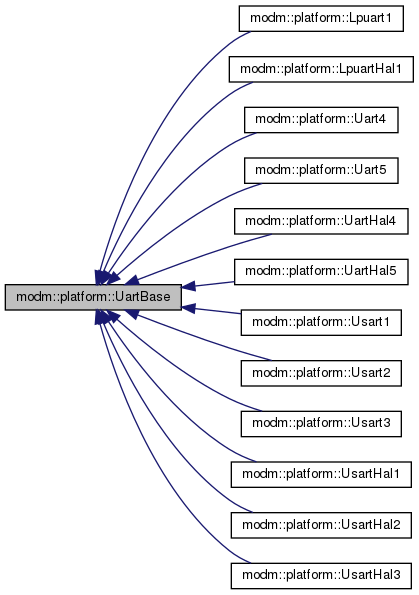 modm::platform::Lpuart1
modm::platform::LpuartHal1
modm::platform::Uart4
modm::platform::Uart5
modm::platform::UartHal4
modm::platform::UartHal5
modm::platform::UartBase
modm::platform::Usart1
modm::platform::Usart2
modm::platform::Usart3
modm::platform::UsartHal1
modm::platform::UsartHal2
modm::platform::UsartHal3